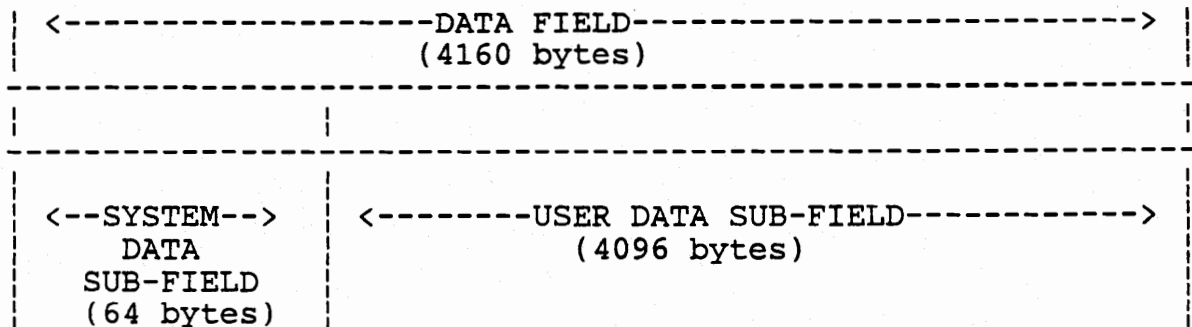 <------------------DATA FIELD-------------------------->
(4160 bytes)
<--SYSTEM--> <--------USER DATA SUB-FIELD------------>
DATA (4096 bytes)
SUB-FIELD
(64 bytes)